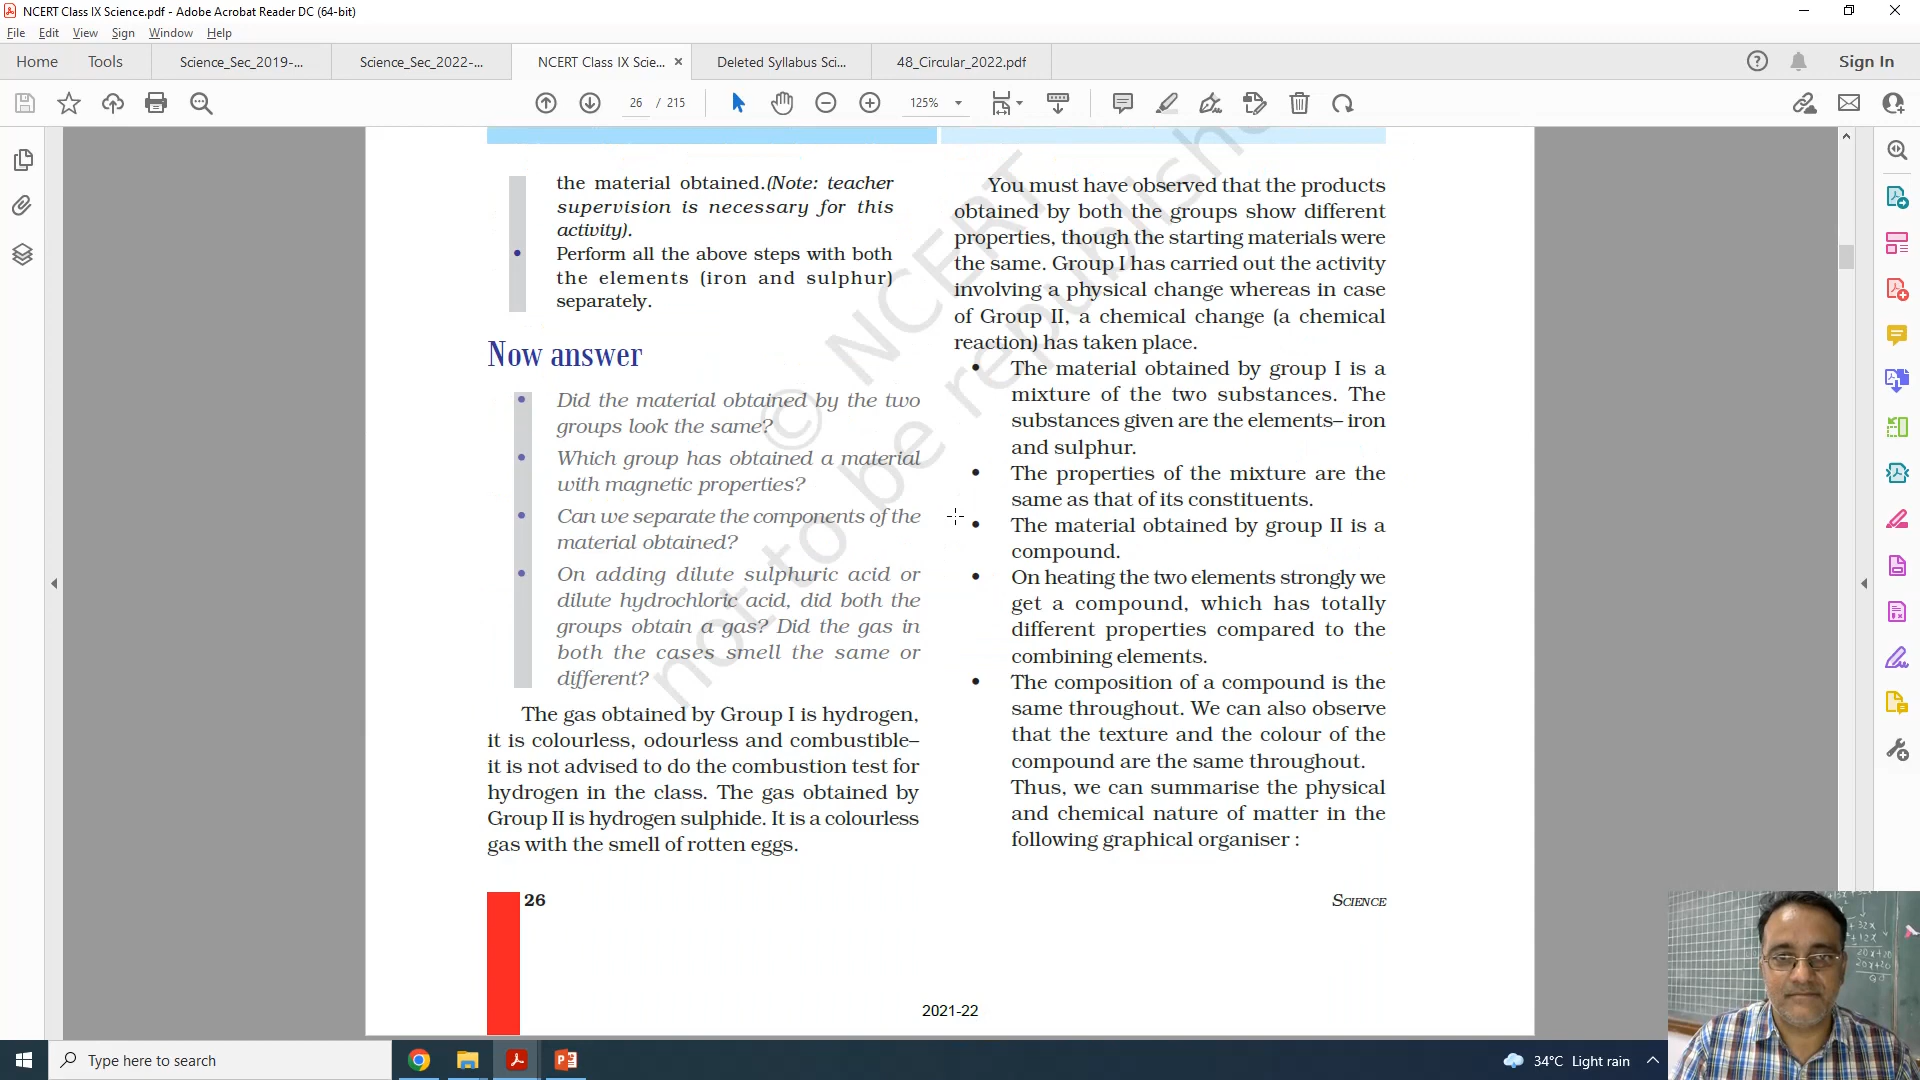 NCERT Class IX Science.pdf - Adobe Acrobat Reader DC (64-bit)
File Edit View Sign Window Help
Home Tools Science_Sec_2019-... Science_Sec_2022-... NCERT Class IX Scie... × Deleted Syllabus Sci... 48_Circular_2022.pdf Sign In
26 / 215 125%
the material obtained.(Note: teacher
supervision is necessary for this
activity).
• Perform all the above steps with both
the elements (iron and sulphur)
separately.
Now answer
• Did the material obtained by the two
groups look the same?
• Which group has obtained a material
with magnetic properties?
• Can we separate the components of the
material obtained?
• On adding dilute sulphuric acid or
dilute hydrochloric acid, did both the
groups obtain a gas? Did the gas in
both the cases smell the same or
different?
The gas obtained by Group I is hydrogen,
it is colourless, odourless and combustible–
it is not advised to do the combustion test for
hydrogen in the class. The gas obtained by
Group II is hydrogen sulphide. It is a colourless
gas with the smell of rotten eggs.
You must have observed that the products
obtained by both the groups show different
properties, though the starting materials were
the same. Group I has carried out the activity
involving a physical change whereas in case
of Group II, a chemical change (a chemical
reaction) has taken place.
• The material obtained by group I is a
mixture of the two substances. The
substances given are the elements– iron
and sulphur.
• The properties of the mixture are the
same as that of its constituents.
• The material obtained by group II is a
compound.
• On heating the two elements strongly we
get a compound, which has totally
different properties compared to the
combining elements.
• The composition of a compound is the
same throughout. We can also observe
that the texture and the colour of the
compound are the same throughout.
Thus, we can summarise the physical
and chemical nature of matter in the
following graphical organiser :
© NCERT
not to be republished
26 SCIENCE
2021-22
Type here to search
34°C Light rain